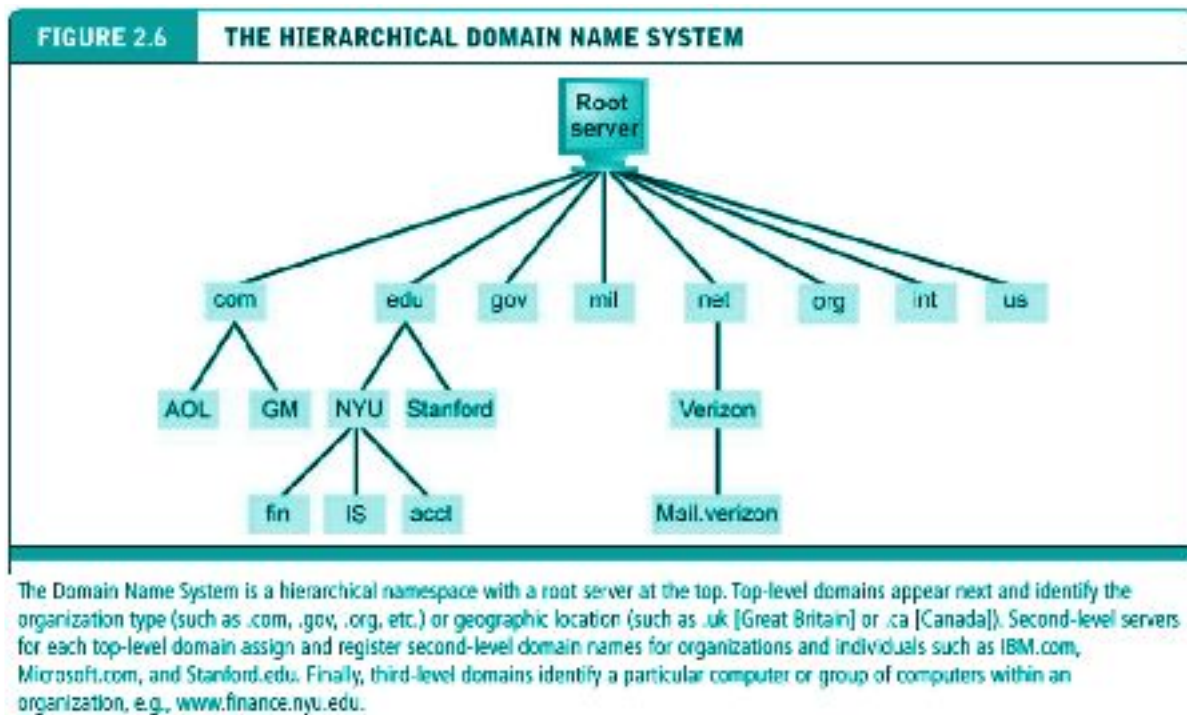 FIGURE 2.6 THE HIERARCHICAL DOMAIN NAME SYSTEM
Root
server
com edu gov mil net org int us
AOL GM NYU Stanford Verizon
fin IS acct Mail.verizon
The Domain Name System is a hierarchical namespace with a root server at the top. Top-level domains appear next and identify the
organization type (such as .com, .gov, .org, etc.) or geographic location (such as .uk [Great Britain] or .ca [Canada]). Second-level servers
for each top-level domain assign and register second-level domain names for organizations and individuals such as IBM.com,
Microsoft.com, and Stanford.edu. Finally, third-level domains identify a particular computer or group of computers within an
organization, e.g., www.finance.nyu.edu.